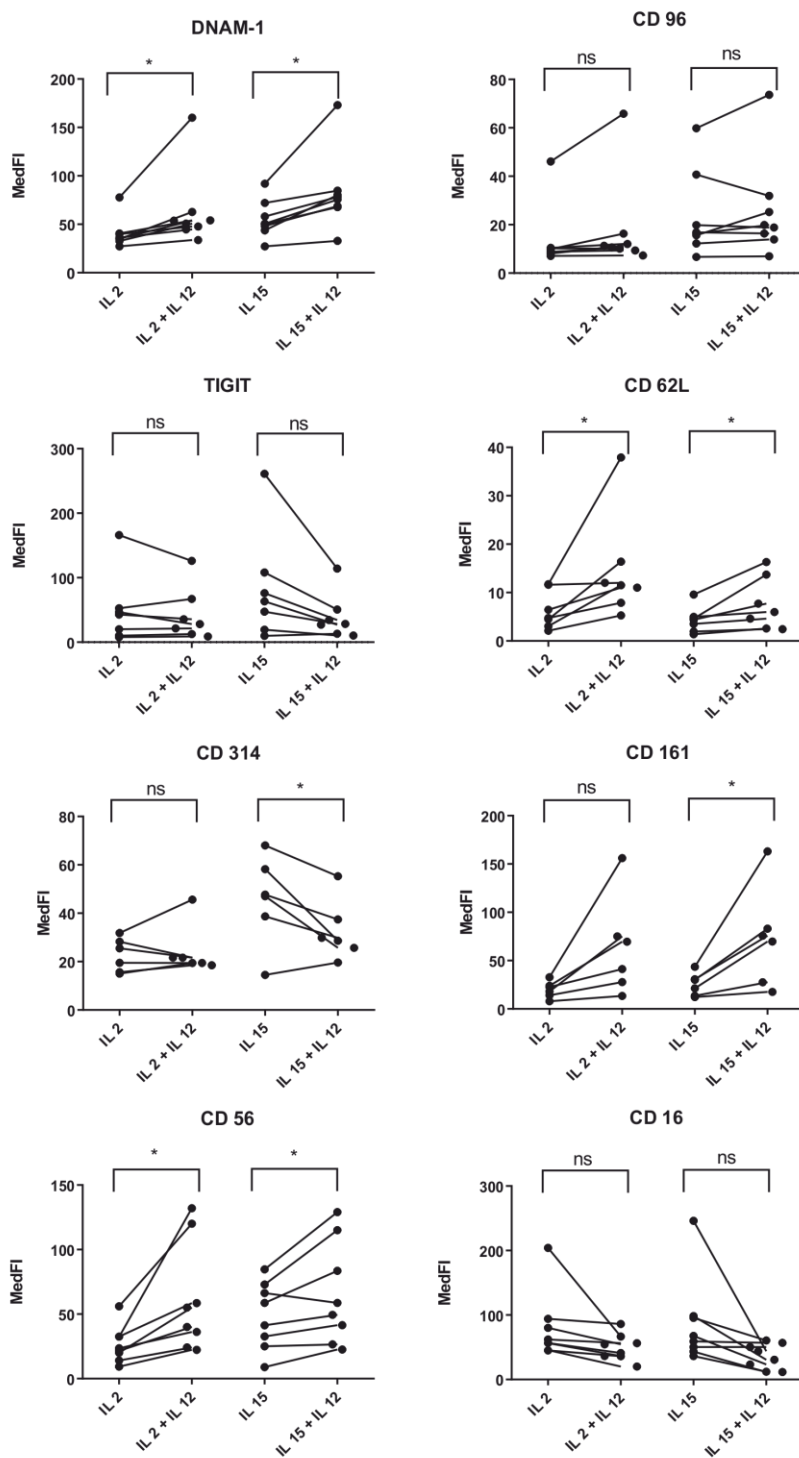 DNAM-1
* *
MedFI
200
150
100
50
0
IL 2
IL 2 + IL 12
IL 15
IL 15 + IL 12
CD 96
ns ns
MedFI
80
60
40
20
0
IL 2
IL 2 + IL 12
IL 15
IL 15 + IL 12
TIGIT
ns ns
MedFI
300
200
100
0
IL 2
IL 2 + IL 12
IL 15
IL 15 + IL 12
CD 62L
* *
MedFI
40
30
20
10
0
IL 2
IL 2 + IL 12
IL 15
IL 15 + IL 12
CD 314
ns *
MedFI
80
60
40
20
0
IL 2
IL 2 + IL 12
IL 15
IL 15 + IL 12
CD 161
ns *
MedFI
200
150
100
50
0
IL 2
IL 2 + IL 12
IL 15
IL 15 + IL 12
CD 56
* *
MedFI
150
100
50
0
IL 2
IL 2 + IL 12
IL 15
IL 15 + IL 12
CD 16
ns ns
MedFI
300
200
100
0
IL 2
IL 2 + IL 12
IL 15
IL 15 + IL 12